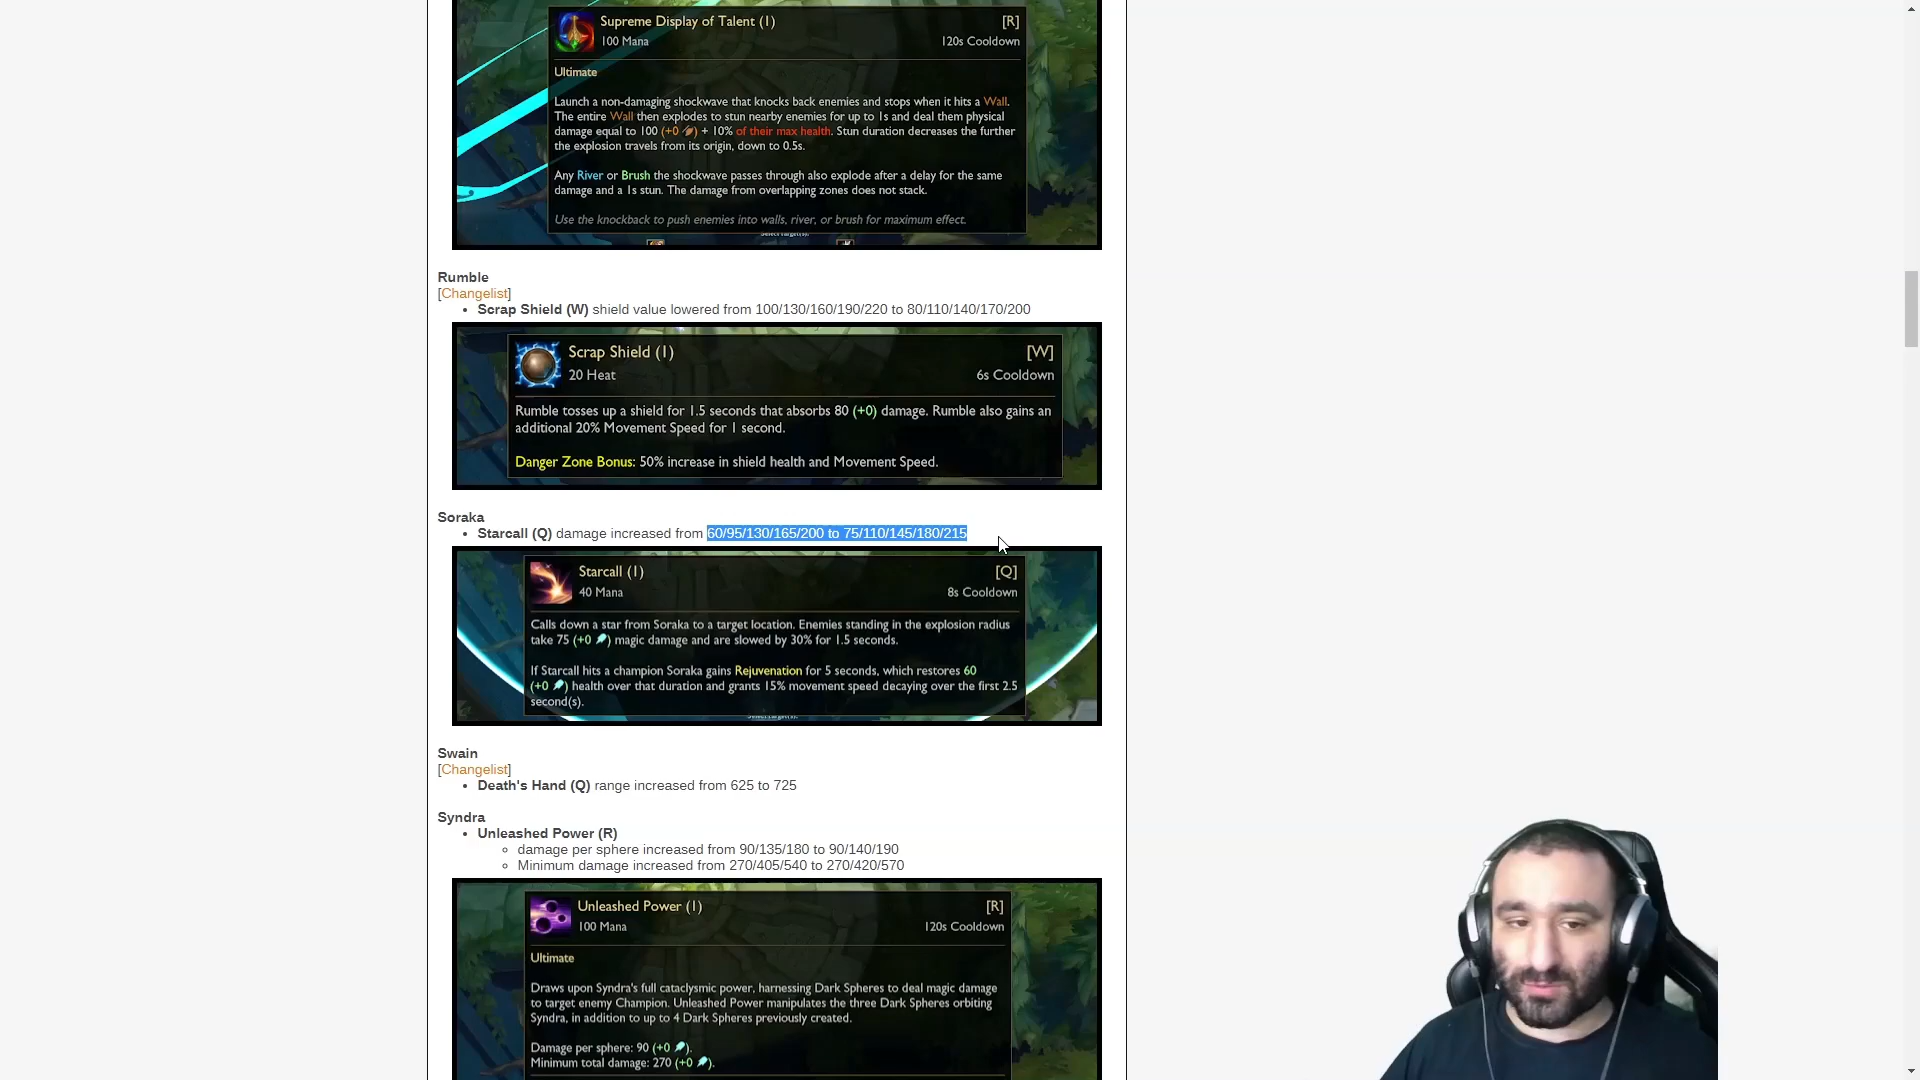 Supreme Display of Talent (1) [R]
100 Mana 120s Cooldown
Ultimate
Launch a non-damaging shockwave that knocks back enemies and stops when it hits a Wall.
The entire Wall then explodes to stun nearby enemies for up to 1s and deal them physical
damage equal to 100 (+0 ) + 10% of their max health. Stun duration decreases the further
the explosion travels from its origin, down to 0.5s.
Any River or Brush the shockwave passes through also explode after a delay for the same
damage and a 1s stun. The damage from overlapping zones does not stack.
Use the knockback to push enemies into walls, river, or brush for maximum effect.
Select Target(s):
Rumble
[Changelist]
• Scrap Shield (W) shield value lowered from 100/130/160/190/220 to 80/110/140/170/200
Scrap Shield (1) [W]
20 Heat 6s Cooldown
Rumble tosses up a shield for 1.5 seconds that absorbs 80 (+0) damage. Rumble also gains an
additional 20% Movement Speed for 1 second.
Danger Zone Bonus: 50% increase in shield health and Movement Speed.
Soraka
• Starcall (Q) damage increased from 60/95/130/165/200 to 75/110/145/180/215
Starcall (1) [Q]
40 Mana 8s Cooldown
Calls down a star from Soraka to a target location. Enemies standing in the explosion radius
take 75 (+0 ) magic damage and are slowed by 30% for 1.5 seconds.
If Starcall hits a champion Soraka gains Rejuvenation for 5 seconds, which restores 60
(+0 ) health over that duration and grants 15% movement speed decaying over the first 2.5
second(s).
Select Target(s):
Swain
[Changelist]
• Death's Hand (Q) range increased from 625 to 725
Syndra
• Unleashed Power (R)
◦ damage per sphere increased from 90/135/180 to 90/140/190
◦ Minimum damage increased from 270/405/540 to 270/420/570
Unleashed Power (1) [R]
100 Mana 120s Cooldown
Ultimate
Draws upon Syndra's full cataclysmic power, harnessing Dark Spheres to deal magic damage
to target enemy Champion. Unleashed Power manipulates the three Dark Spheres orbiting
Syndra, in addition to up to 4 Dark Spheres previously created.
Damage per sphere: 90 (+0 ).
Minimum total damage: 270 (+0 ).